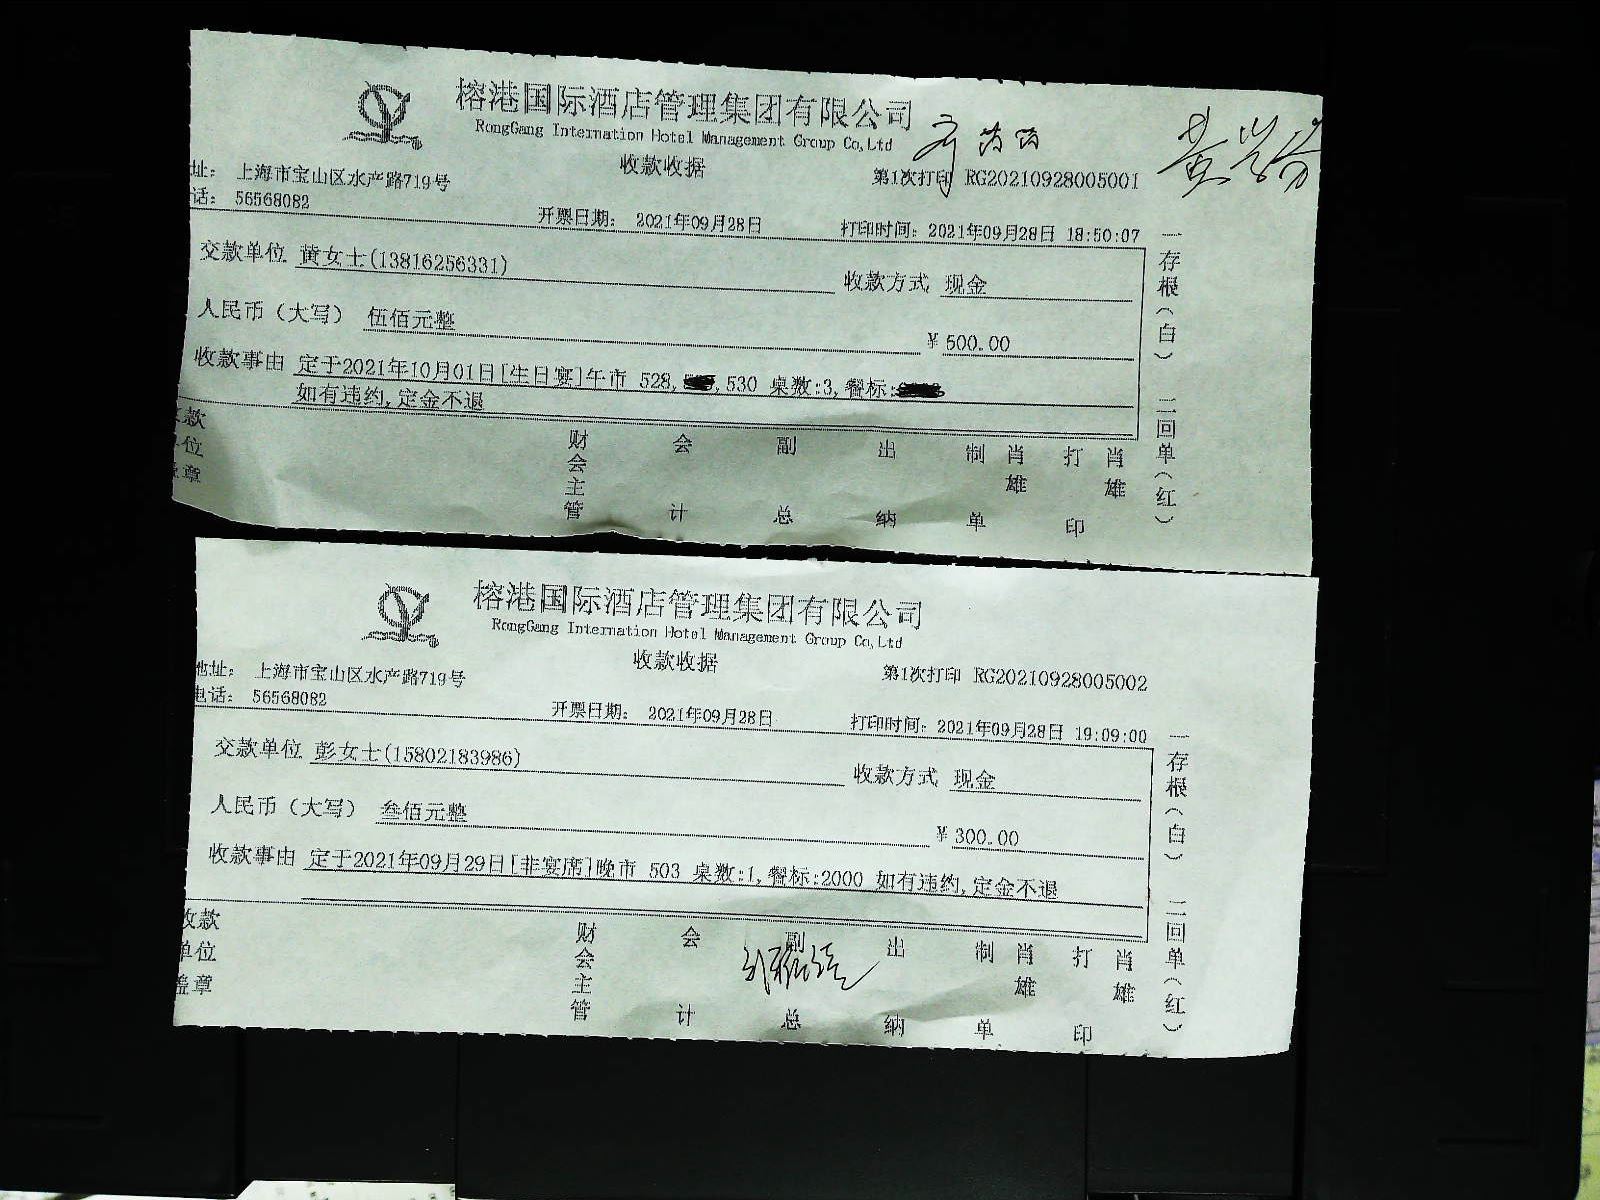 榕港国际酒店管理集团有限公司
RongGang Internation Hotel Management Group Co,Ltd
收款收据
第1次打印 RG20210928005001
址： 上海市宝山区水产路719号
话： 56568082
开票日期： 2021年09月28日
打印时间：2021年09月28日 18:50:07
交款单位 黄女士(13816256331)
收款方式 现金
人民币（大写） 伍佰元整
￥500.00
收款事由 定于2021年10月01日[生日宴]午市 528, ,530 桌数:3,餐标:
如有违约,定金不退
款
单位
盖章
财会主管 会计 副总 出纳 制单 肖雄 打印 肖雄
一存根（白） 二回单（红）
榕港国际酒店管理集团有限公司
RongGang Internation Hotel Management Group Co,Ltd
收款收据
第1次打印 RG20210928005002
地址： 上海市宝山区水产路719号
电话： 56568082
开票日期： 2021年09月28日
打印时间：2021年09月28日 19:09:00
交款单位 彭女士(15802183986)
收款方式 现金
人民币（大写） 叁佰元整
￥300.00
收款事由 定于2021年09月29日[非宴席]晚市 503 桌数:1,餐标:2000 如有违约,定金不退
收款
单位
盖章
财会主管 会计 副总 出纳 制单 肖雄 打印 肖雄
一存根（白） 二回单（红）